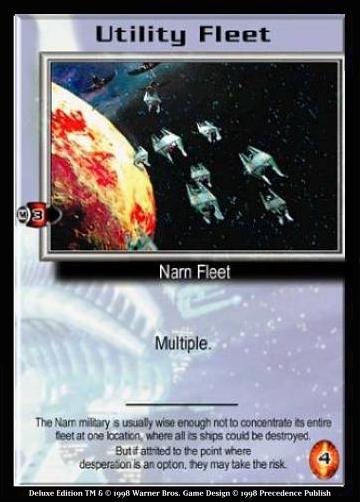 Utility Fleet
M 3
Narn Fleet
Multiple.
The Narn military is usually wise enough not to concentrate its entire
fleet at one location, where all its ships could be destroyed.
But if attrited to the point where
desperation is an option, they may take the risk.
4
Deluxe Edition TM & © 1998 Warner Bros. Game Design © 1998 Precedence Publish